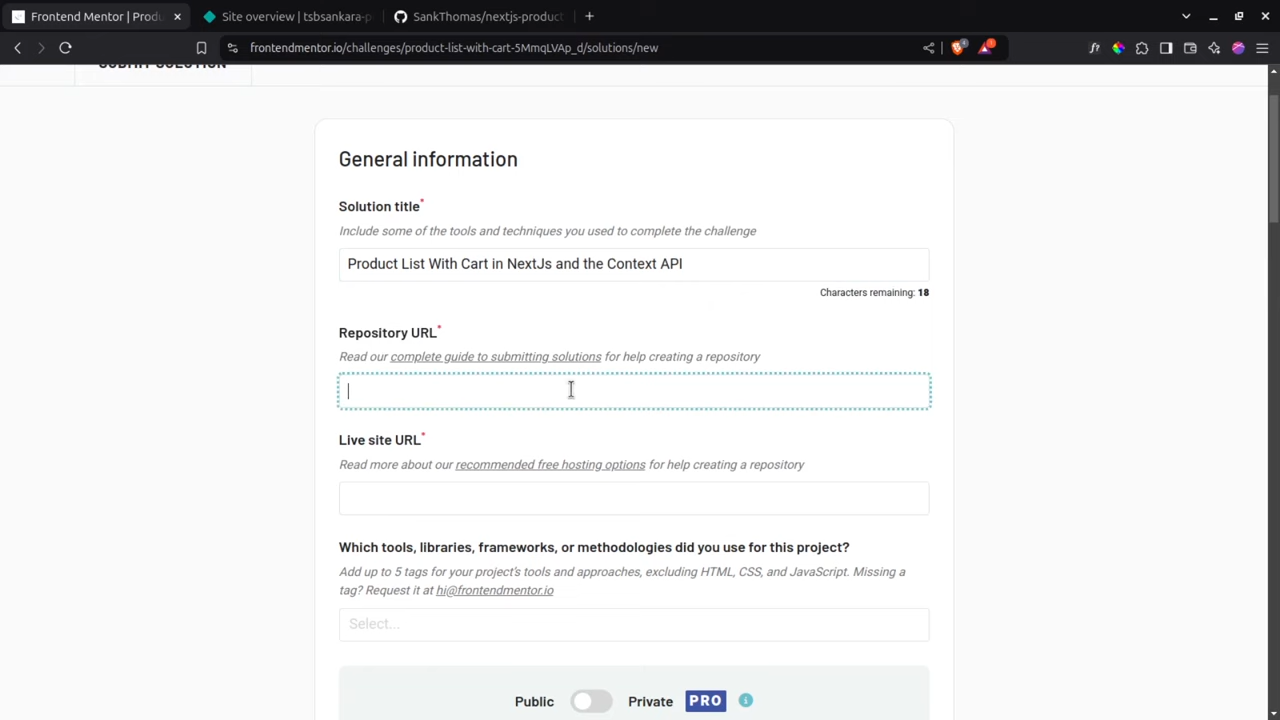 Frontend Mentor | Produ
Site overview | tsbsankara-p
SankThomas/nextjs-product
frontendmentor.io/challenges/product-list-with-cart-5MmqLVAp_d/solutions/new
SUBMIT SOLUTION
General information
Solution title*
Include some of the tools and techniques you used to complete the challenge
Product List With Cart in NextJs and the Context API
Characters remaining: 18
Repository URL*
Read our complete guide to submitting solutions for help creating a repository
Live site URL*
Read more about our recommended free hosting options for help creating a repository
Which tools, libraries, frameworks, or methodologies did you use for this project?
Add up to 5 tags for your project's tools and approaches, excluding HTML, CSS, and JavaScript. Missing a
tag? Request it at hi@frontendmentor.io
Select...
Public Private PRO